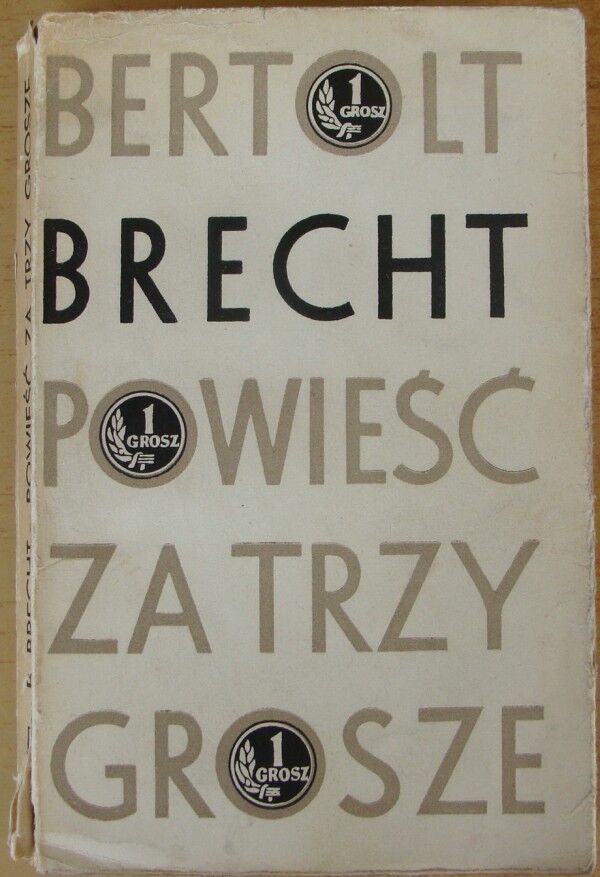 BERTOLT
1 GROSZ
BRECHT
POWIEŚĆ
1 GROSZ
ZA TRZY
GROSZE
1 GROSZ
B. BRECHT POWIEŚĆ ZA TRZY GROSZE